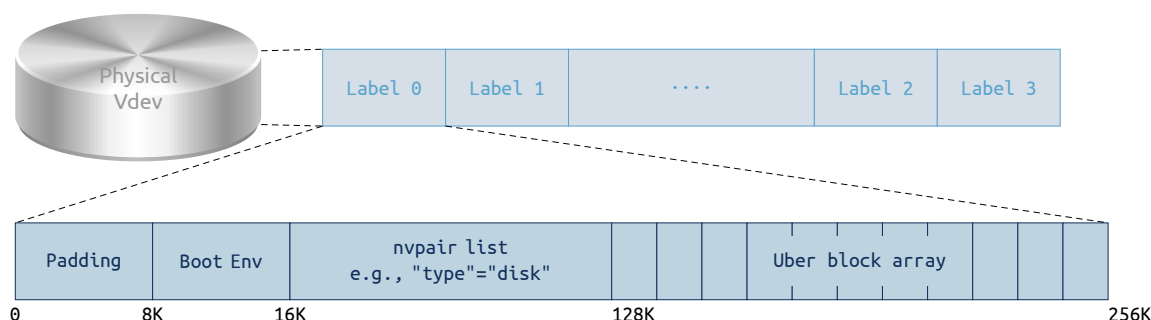 Physical
Vdev
Label 0
Label 1
....
Label 2
Label 3
Padding
Boot Env
nvpair list
e.g., "type"="disk"
Uber block array
0
8K
16K
128K
256K